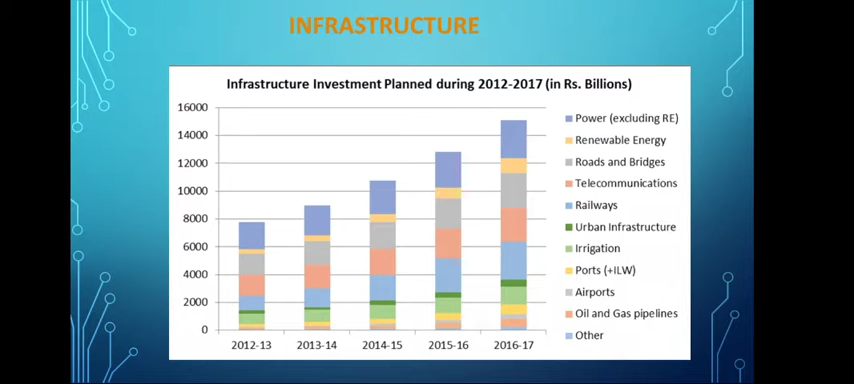 INFRASTRUCTURE
Infrastructure Investment Planned during 2012-2017 (in Rs. Billions)
16000
14000
12000
10000
8000
6000
4000
2000
0
2012-13
2013-14
2014-15
2015-16
2016-17
Power (excluding RE)
Renewable Energy
Roads and Bridges
Telecommunications
Railways
Urban Infrastructure
Irrigation
Ports (+ILW)
Airports
Oil and Gas pipelines
Other